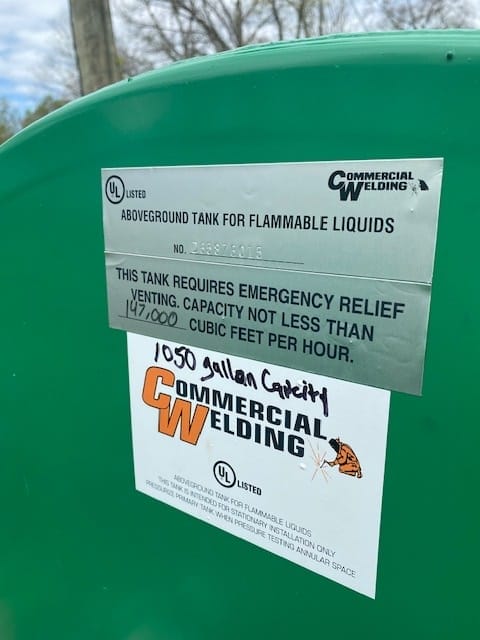 UL LISTED
COMMERCIAL WELDING
ABOVEGROUND TANK FOR FLAMMABLE LIQUIDS
NO.
THIS TANK REQUIRES EMERGENCY RELIEF
VENTING. CAPACITY NOT LESS THAN
147,000 CUBIC FEET PER HOUR.
1050 gallon Capcity
COMMERCIAL
WELDING
UL LISTED
ABOVEGROUND TANK FOR FLAMMABLE LIQUIDS
THIS TANK IS INTENDED FOR STATIONARY INSTALLATION ONLY
PRESSURIZE PRIMARY TANK WHEN PRESSURE TESTING ANNULAR SPACE